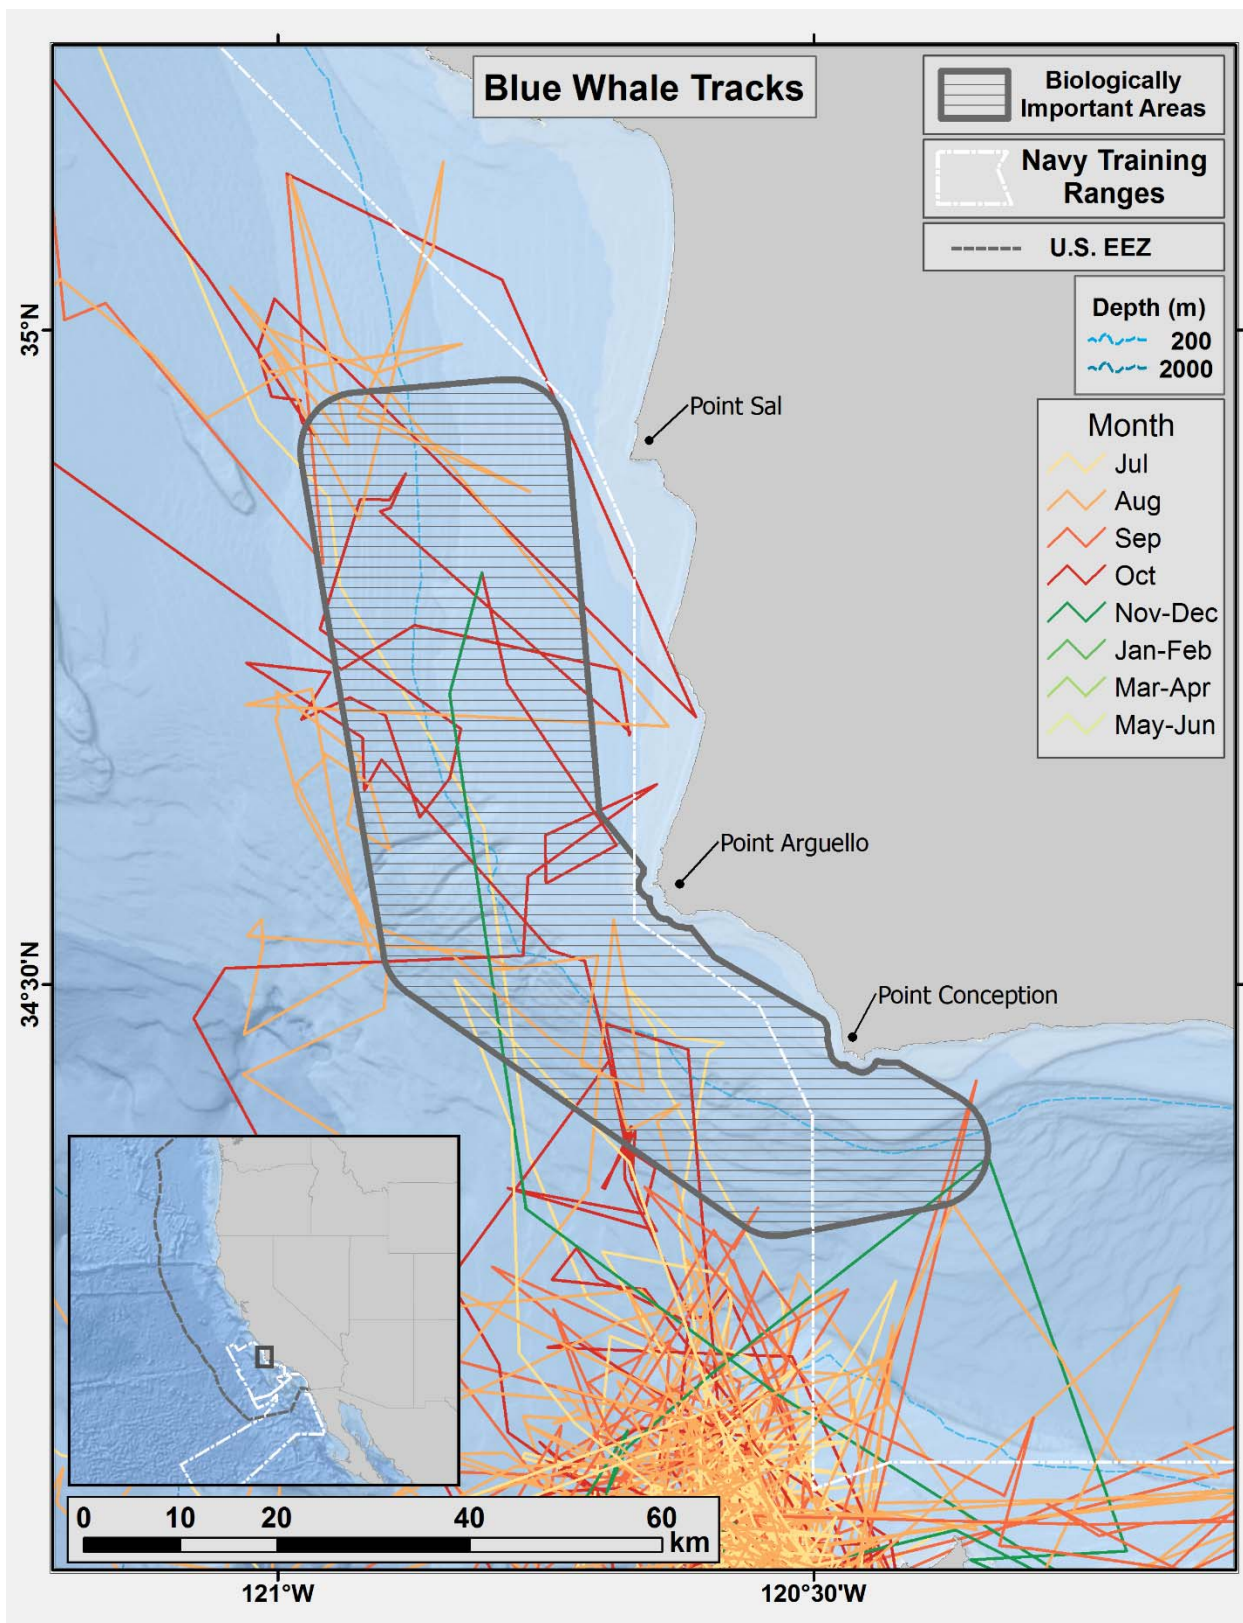 Blue Whale Tracks
Biologically
Important Areas
Navy Training
Ranges
U.S. EEZ
Depth (m)
200
2000
Month
Jul
Aug
Sep
Oct
Nov-Dec
Jan-Feb
Mar-Apr
May-Jun
35°N
Point Sal
Point Arguello
34°30'N
Point Conception
0 10 20 40 60
km
121°W 120°30'W